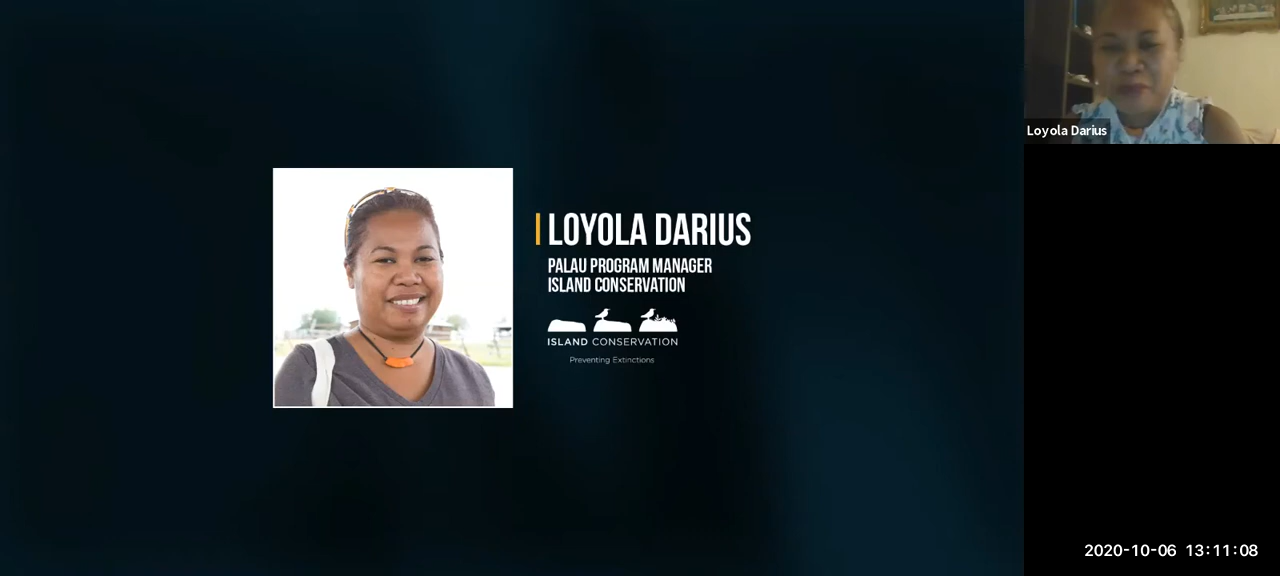 LOYOLA DARIUS
PALAU PROGRAM MANAGER
ISLAND CONSERVATION
ISLAND CONSERVATION
Preventing Extinctions
Loyola Darius
2020-10-06 13:11:08